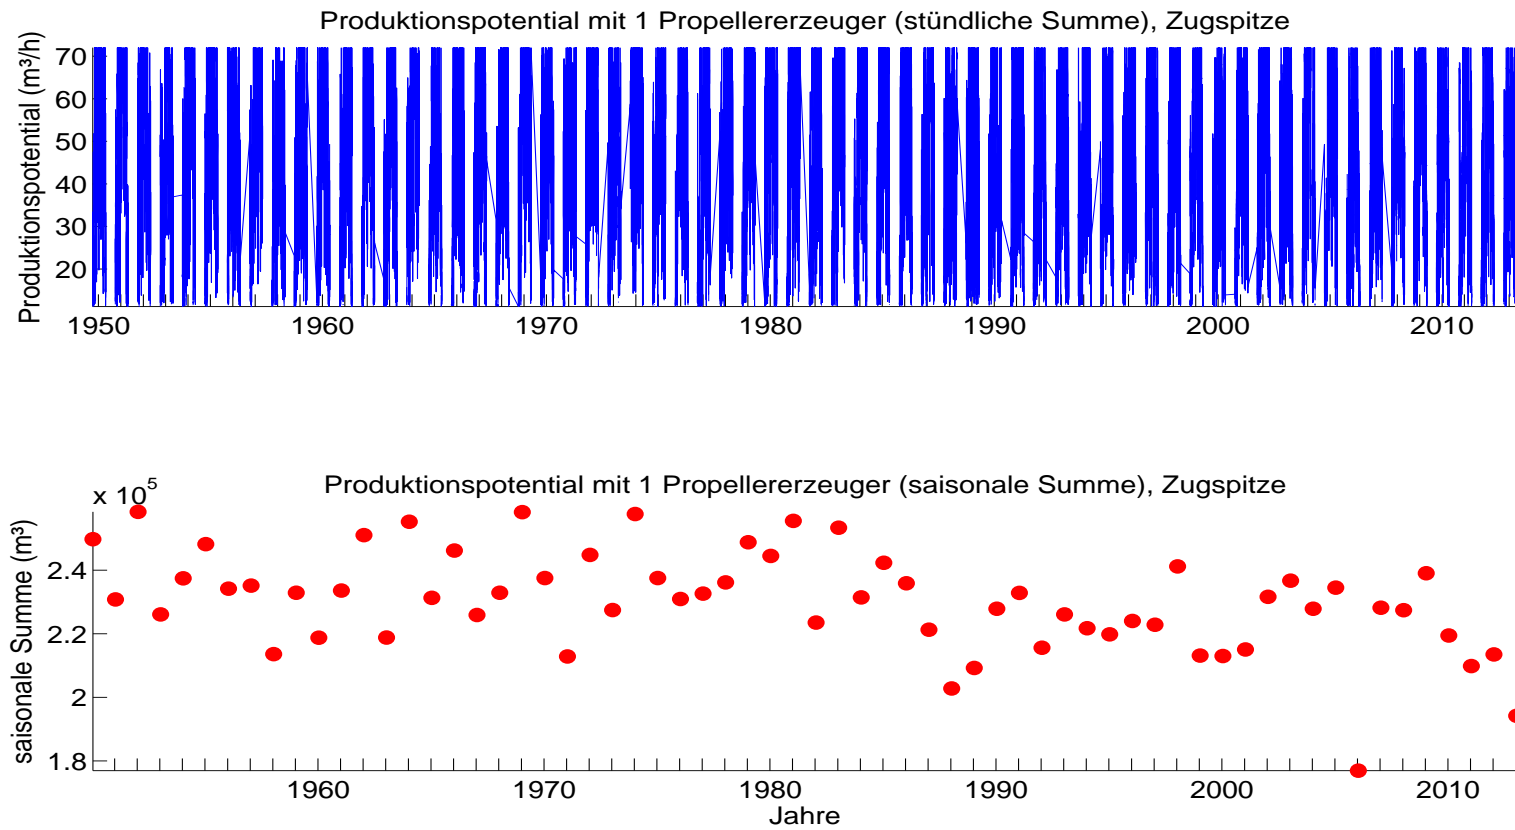 Produktionspotential mit 1 Propellererzeuger (stündliche Summe), Zugspitze
Produktionspotential (m³/h)
70
60
50
40
30
20
1950 1960 1970 1980 1990 2000 2010
Produktionspotential mit 1 Propellererzeuger (saisonale Summe), Zugspitze
x 10⁵
saisonale Summe (m³)
2.4
2.2
2
1.8
1960 1970 1980 1990 2000 2010
Jahre